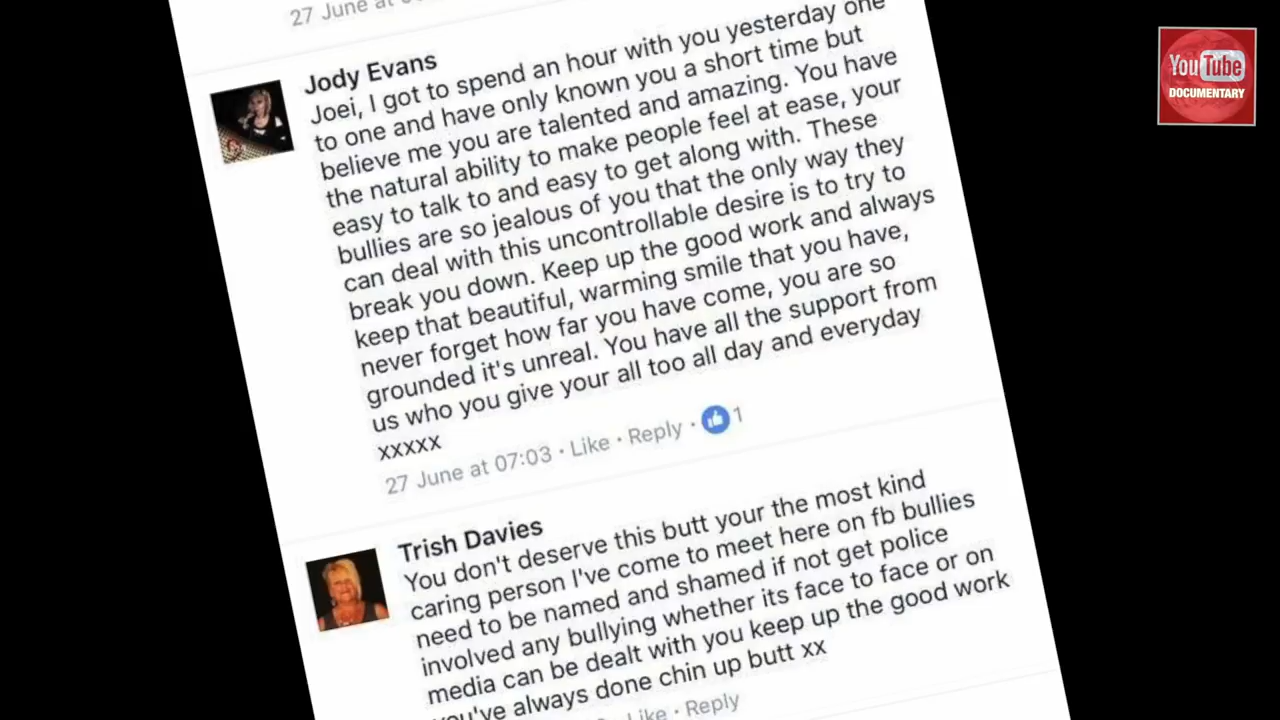 27 June at
Jody Evans
Joei, I got to spend an hour with you yesterday one
to one and have only known you a short time but
believe me you are talented and amazing. You have
the natural ability to make people feel at ease, your
easy to talk to and easy to get along with. These
bullies are so jealous of you that the only way they
can deal with this uncontrollable desire is to try to
break you down. Keep up the good work and always
keep that beautiful, warming smile that you have,
never forget how far you have come, you are so
grounded it's unreal. You have all the support from
us who you give your all too all day and everyday
xxxxx
27 June at 07:03 · Like · Reply · 1
Trish Davies
You don't deserve this butt your the most kind
caring person I've come to meet here on fb bullies
need to be named and shamed if not get police
involved any bullying whether its face to face or on
media can be dealt with you keep up the good work
you've always done chin up butt xx
Like · Reply
YouTube
DOCUMENTARY